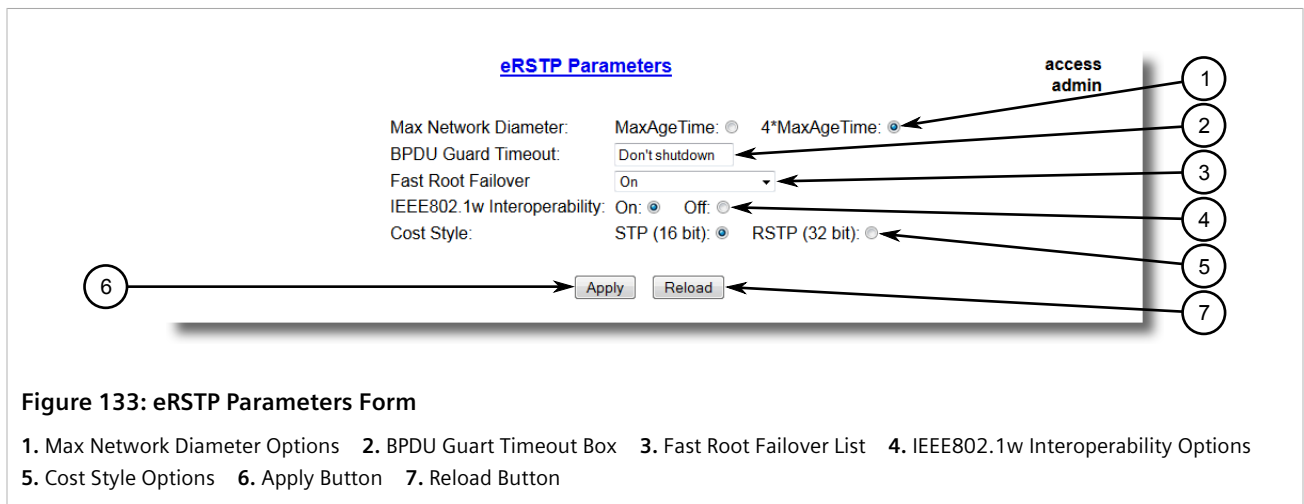 eRSTP Parameters
access
admin
1
Max Network Diameter: MaxAgeTime: 4*MaxAgeTime:
2
BPDU Guard Timeout: Don't shutdown
Fast Root Failover On
3
IEEE802.1w Interoperability: On: Off:
4
Cost Style: STP (16 bit): RSTP (32 bit):
5
6
Apply Reload
7
Figure 133: eRSTP Parameters Form
1. Max Network Diameter Options 2. BPDU Guart Timeout Box 3. Fast Root Failover List 4. IEEE802.1w Interoperability Options
5. Cost Style Options 6. Apply Button 7. Reload Button